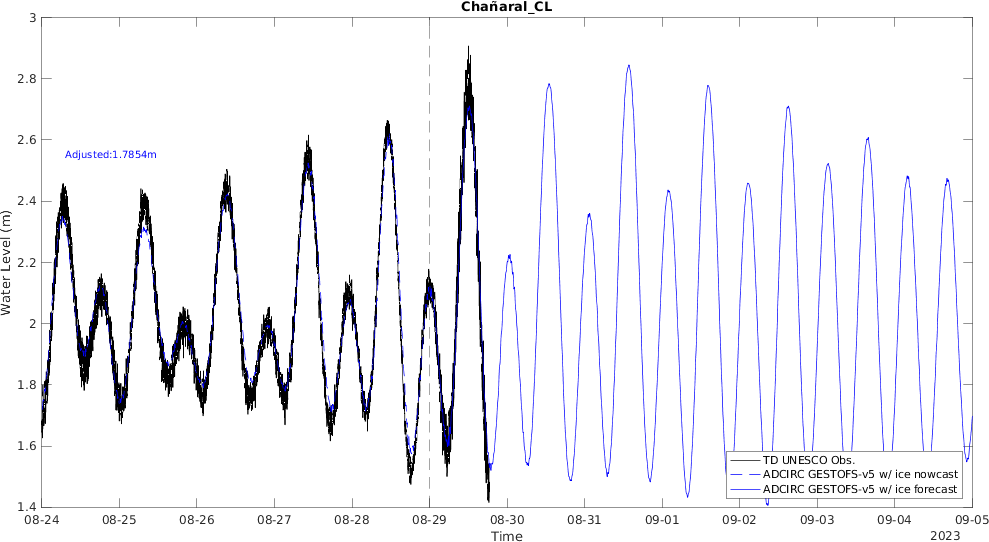 Chañaral_CL
3
2.8
2.6
2.4
2.2
2
1.8
1.6
1.4
Water Level (m)
Adjusted:1.7854m
TD UNESCO Obs.
ADCIRC GESTOFS-v5 w/ ice nowcast
ADCIRC GESTOFS-v5 w/ ice forecast
08-24 08-25 08-26 08-27 08-28 08-29 08-30 08-31 09-01 09-02 09-03 09-04 09-05
Time
2023